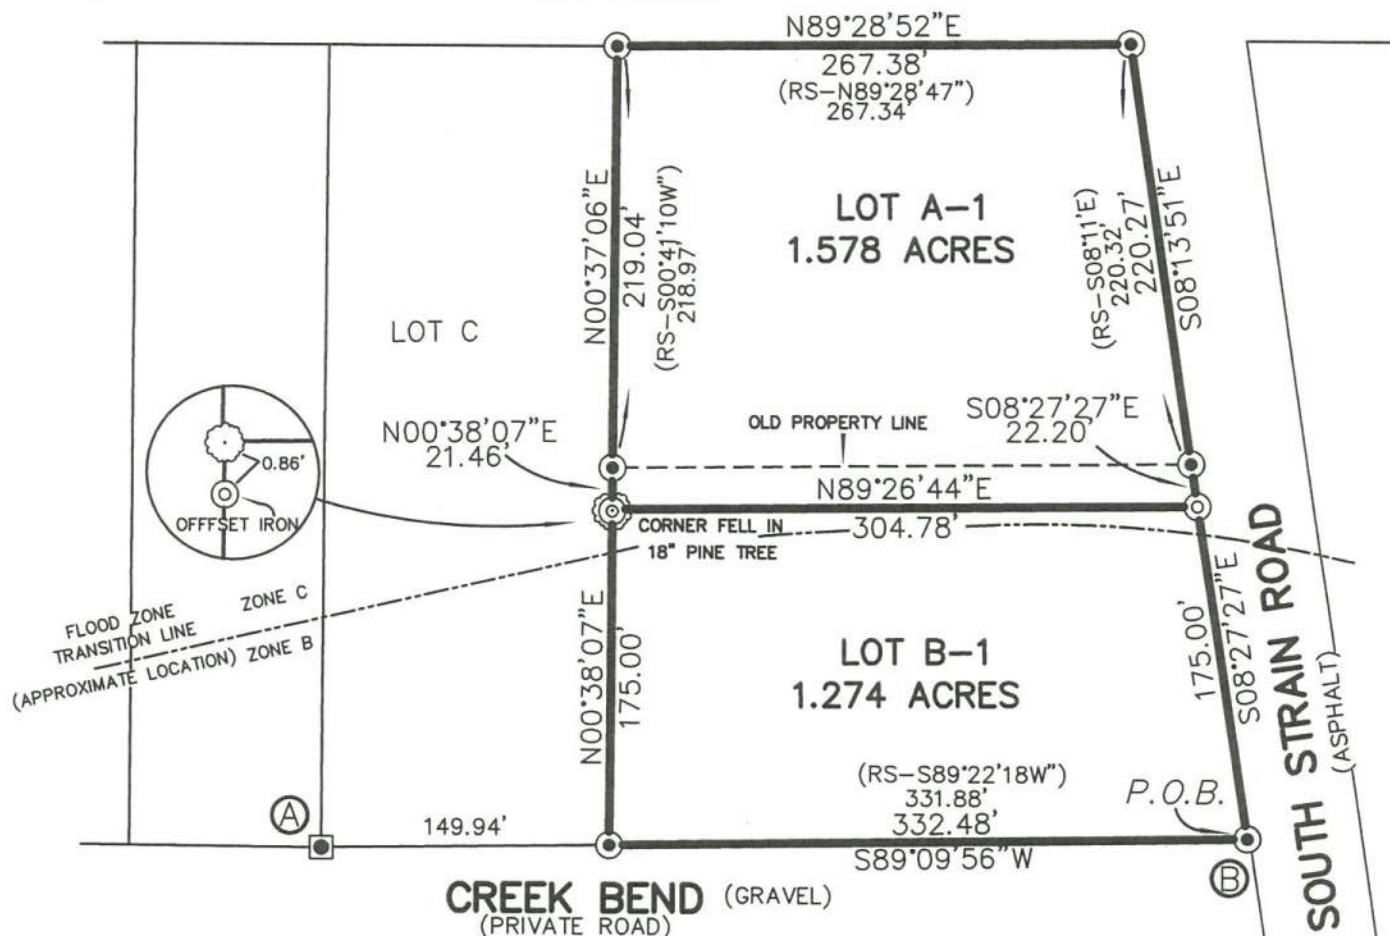 N89°28'52"E
267.38'
(RS-N89°28'47")
267.34'
N00°37'06"E
219.04'
(RS-S00°41'10W")
218.97'
LOT A-1
1.578 ACRES
(RS-S08°11'E)
220.32'
220.27'
S08°13'51"E
LOT C
N00°38'07"E
21.46'
OLD PROPERTY LINE
S08°27'27"E
22.20'
0.86'
OFFFSET IRON
N89°26'44"E
304.78'
CORNER FELL IN
18" PINE TREE
FLOOD ZONE
TRANSITION LINE
(APPROXIMATE LOCATION)
ZONE C
ZONE B
N00°38'07"E
175.00'
LOT B-1
1.274 ACRES
175.00'
S08°27'27"E
SOUTH STRAIN ROAD
(ASPHALT)
(RS-S89°22'18W")
331.88'
332.48'
S89°09'56"W
P.O.B.
A
149.94'
B
CREEK BEND (GRAVEL)
(PRIVATE ROAD)